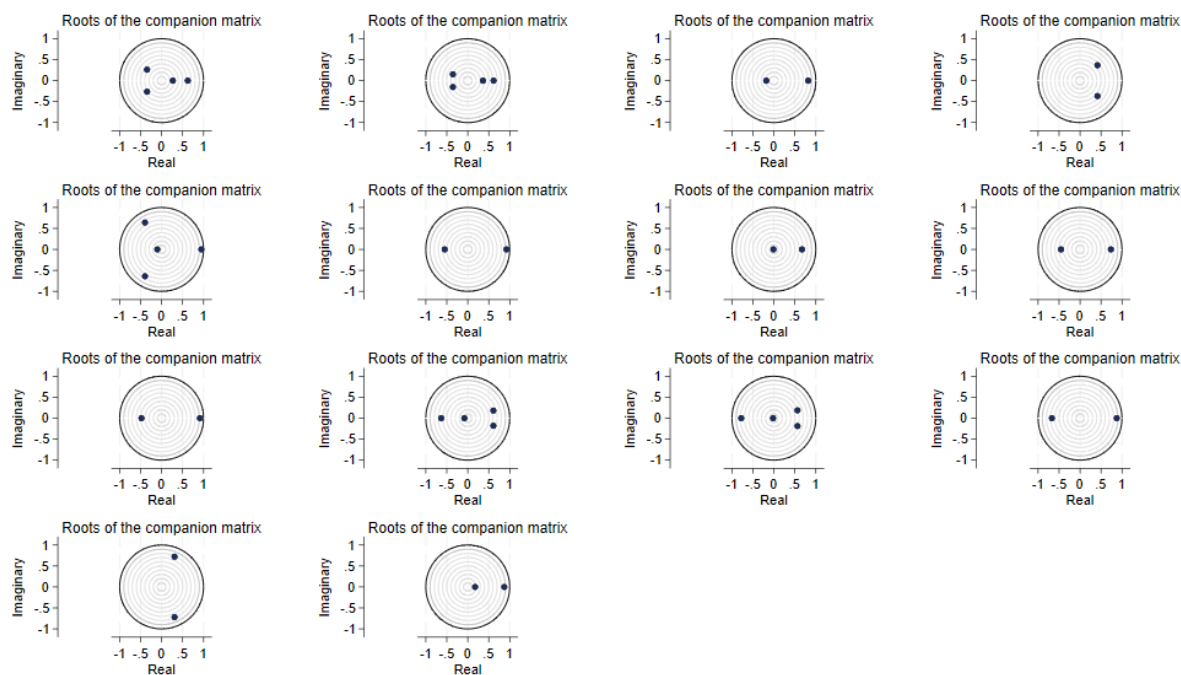 Roots of the companion matrix Roots of the companion matrix Roots of the companion matrix Roots of the companion matrix
1 1 1 1
.5 .5 .5 .5
Imaginary 0 Imaginary 0 Imaginary 0 Imaginary 0
-.5 -.5 -.5 -.5
-1 -1 -1 -1
-1 -.5 0 .5 1 -1 -.5 0 .5 1 -1 -.5 0 .5 1 -1 -.5 0 .5 1
Real Real Real Real
Roots of the companion matrix Roots of the companion matrix Roots of the companion matrix Roots of the companion matrix
1 1 1 1
.5 .5 .5 .5
Imaginary 0 Imaginary 0 Imaginary 0 Imaginary 0
-.5 -.5 -.5 -.5
-1 -1 -1 -1
-1 -.5 0 .5 1 -1 -.5 0 .5 1 -1 -.5 0 .5 1 -1 -.5 0 .5 1
Real Real Real Real
Roots of the companion matrix Roots of the companion matrix Roots of the companion matrix Roots of the companion matrix
1 1 1 1
.5 .5 .5 .5
Imaginary 0 Imaginary 0 Imaginary 0 Imaginary 0
-.5 -.5 -.5 -.5
-1 -1 -1 -1
-1 -.5 0 .5 1 -1 -.5 0 .5 1 -1 -.5 0 .5 1 -1 -.5 0 .5 1
Real Real Real Real
Roots of the companion matrix Roots of the companion matrix
1 1
.5 .5
Imaginary 0 Imaginary 0
-.5 -.5
-1 -1
-1 -.5 0 .5 1 -1 -.5 0 .5 1
Real Real